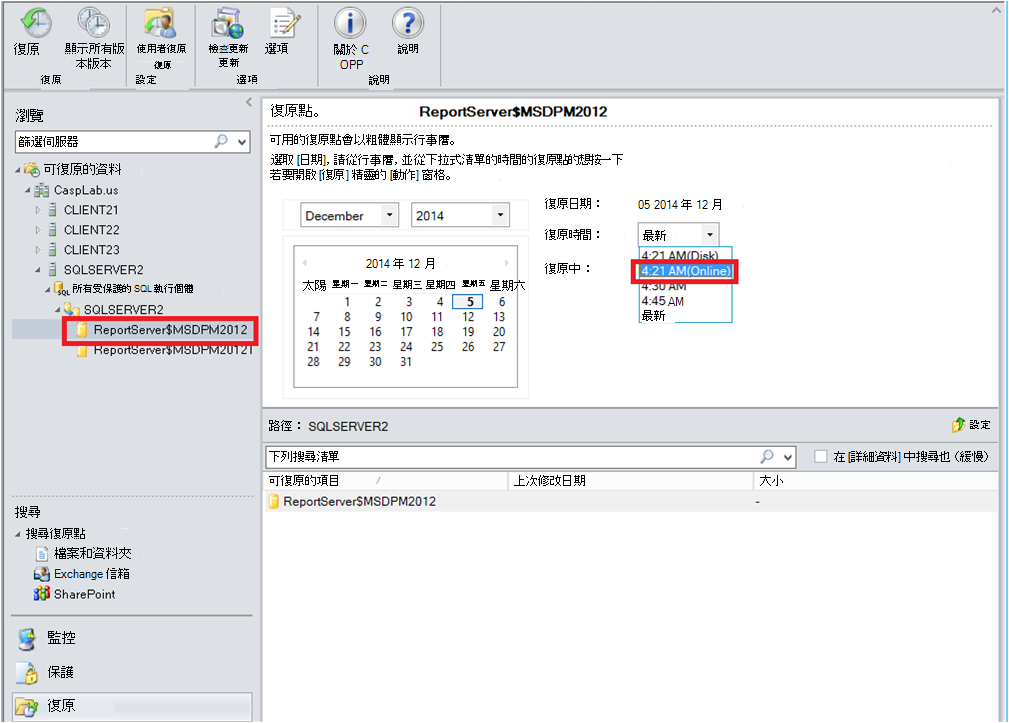 復原
顯示所有版
本版本
復原
使用者復原
復原
設定
檢查更新
更新
選項
選項
關於 C
OPP
說明
說明
瀏覽
篩選伺服器
可復原的資料
CaspLab.us
CLIENT21
CLIENT22
CLIENT23
SQLSERVER2
所有受保護的 SQL 執行個體
SQLSERVER2
ReportServer$MSDPM2012
ReportServer$MSDPM2012T
搜尋
搜尋復原點
檔案和資料夾
Exchange 信箱
SharePoint
監控
保護
復原
復原點。 ReportServer$MSDPM2012
可用的復原點會以粗體顯示行事曆。
選取 [日期], 請從行事曆, 並從下拉式清單的時間的復原點的想按一下
若要開啟 [復原] 精靈的 [動作] 窗格。
December 2014
2014 年 12 月
太陽 星期一 星期二 星期三 星期四 星期五 星期六
1 2 3 4 5 6
7 8 9 10 11 12 13
14 15 16 17 18 19 20
21 22 23 24 25 26 27
28 29 30 31
復原日期： 05 2014 年 12 月
復原時間： 最新
復原中：
4:21 AM(Disk)
4:21 AM(Online)
4:30 AM
4:45 AM
最新
路徑： SQLSERVER2
設定
下列搜尋清單
在 [詳細資料] 中搜尋也 (緩慢)
可復原的項目 / 上次修改日期 大小
ReportServer$MSDPM2012 -